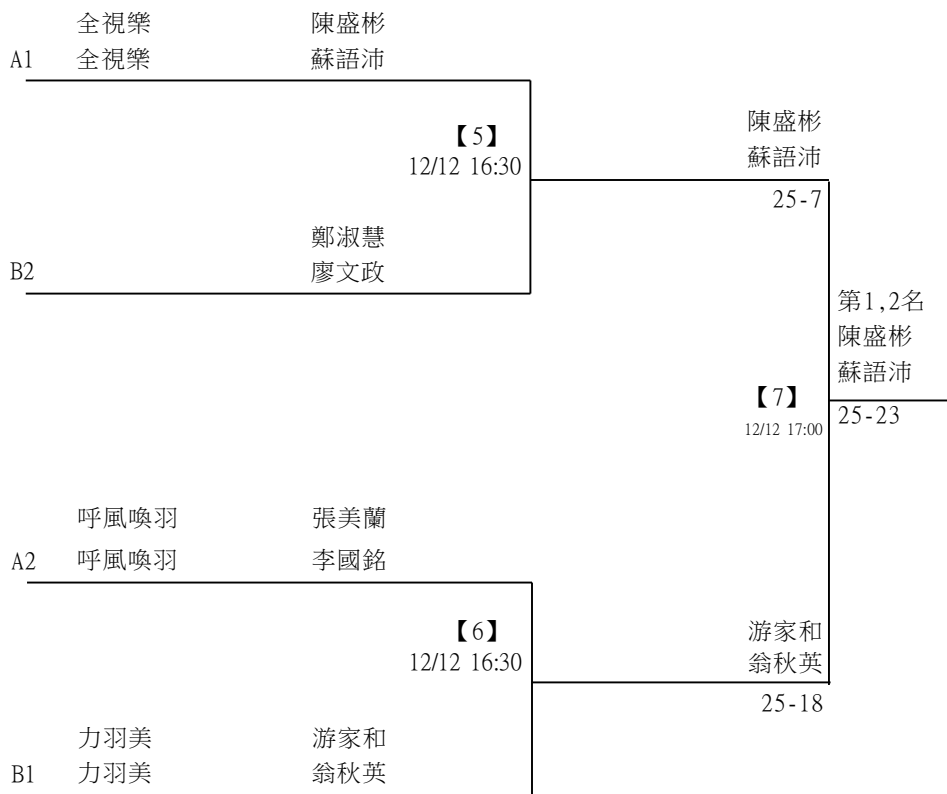 全視樂 陳盛彬
A1 全視樂 蘇語沛
【5】
12/12 16:30
陳盛彬
蘇語沛
25-7
鄭淑慧
B2 廖文政
第1,2名
陳盛彬
蘇語沛
【7】
25-23
12/12 17:00
呼風喚羽 張美蘭
A2 呼風喚羽 李國銘
【6】
12/12 16:30
游家和
翁秋英
25-18
力羽美 游家和
B1 力羽美 翁秋英